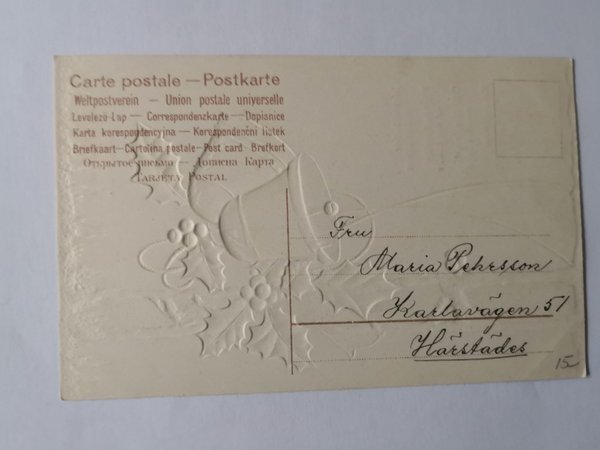 Carte postale — Postkarte
Weltpostverein — Union postale universelle
Levelezö-Lap — Correspondenzkarte — Dopisnice
Karta korespondencyjna — Korespondenční lístek
Briefkaart—Cartolina postale—Post card—Brefkort
Открытое письмо — Дописна Карта
Tarjeta Postal
Fru
Maria Pehrsson
Karlavägen 51
Härstädes
15